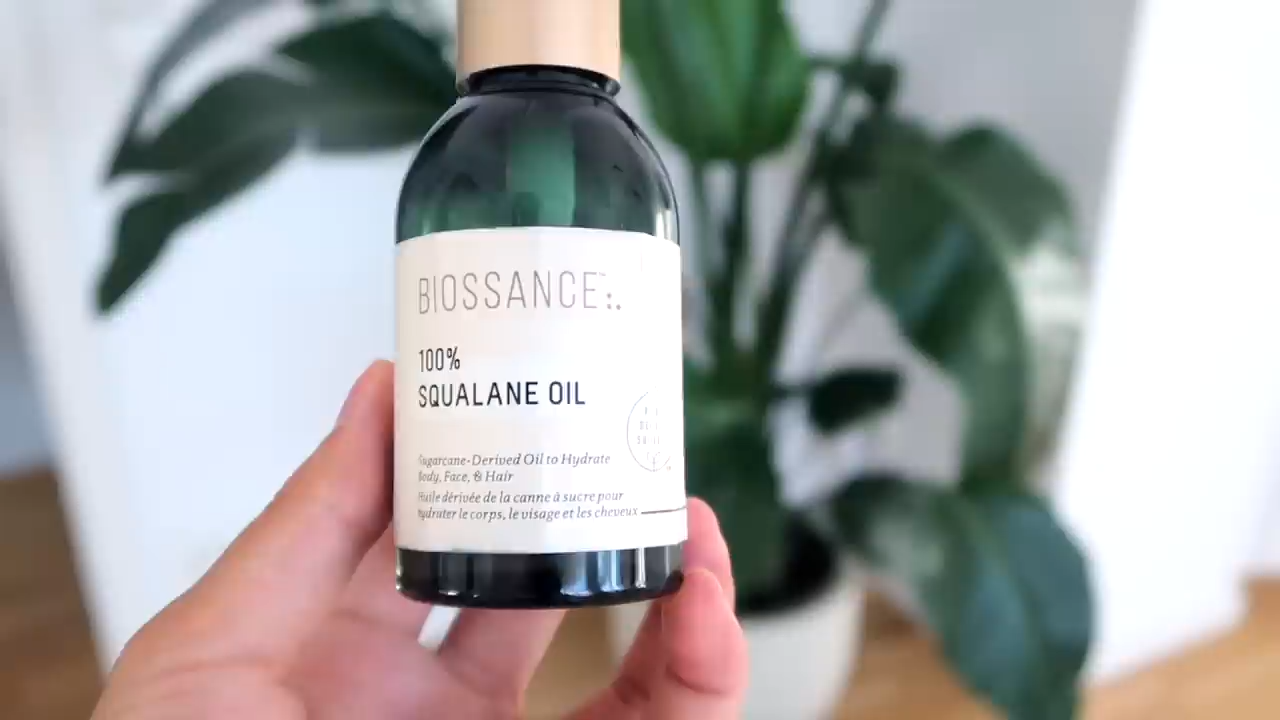 BIOSSANCE™
100%
SQUALANE OIL
Sugarcane-Derived Oil to Hydrate
Body, Face, & Hair
Huile dérivée de la canne à sucre pour
hydrater le corps, le visage et les cheveux